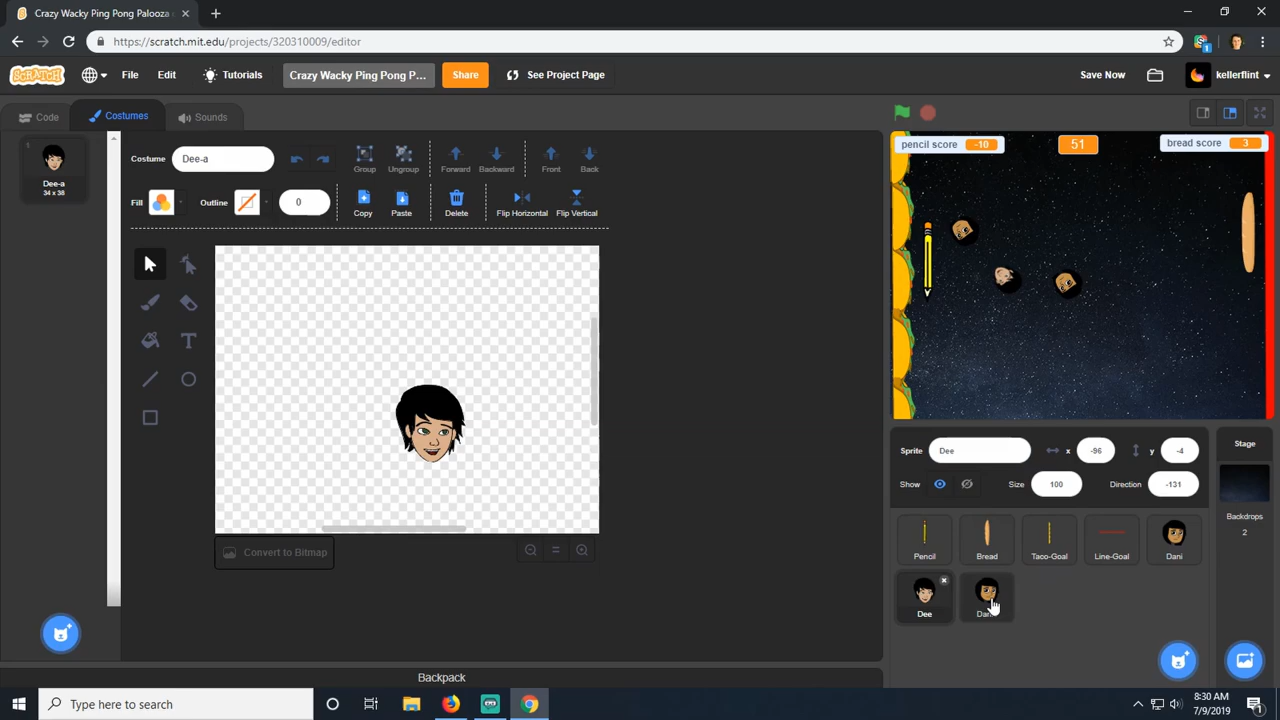 Crazy Wacky Ping Pong Palooza
https://scratch.mit.edu/projects/320310009/editor
1
SCRATCH
File
Edit
Tutorials
Crazy Wacky Ping Pong P...
Share
See Project Page
Save Now
kellerflint
Code
Costumes
Sounds
1
Dee-a
34 x 38
Costume
Dee-a
Group
Ungroup
Forward
Backward
Front
Back
Fill
Outline
0
Copy
Paste
Delete
Flip Horizontal
Flip Vertical
T
Convert to Bitmap
pencil score -10
51
bread score 3
Sprite
Dee
x
-96
y
-4
Show
Size
100
Direction
-131
Stage
Backdrops
2
Pencil
Bread
Taco-Goal
Line-Goal
Dani
Dee
Backpack
Type here to search
8:30 AM
7/9/2019
1